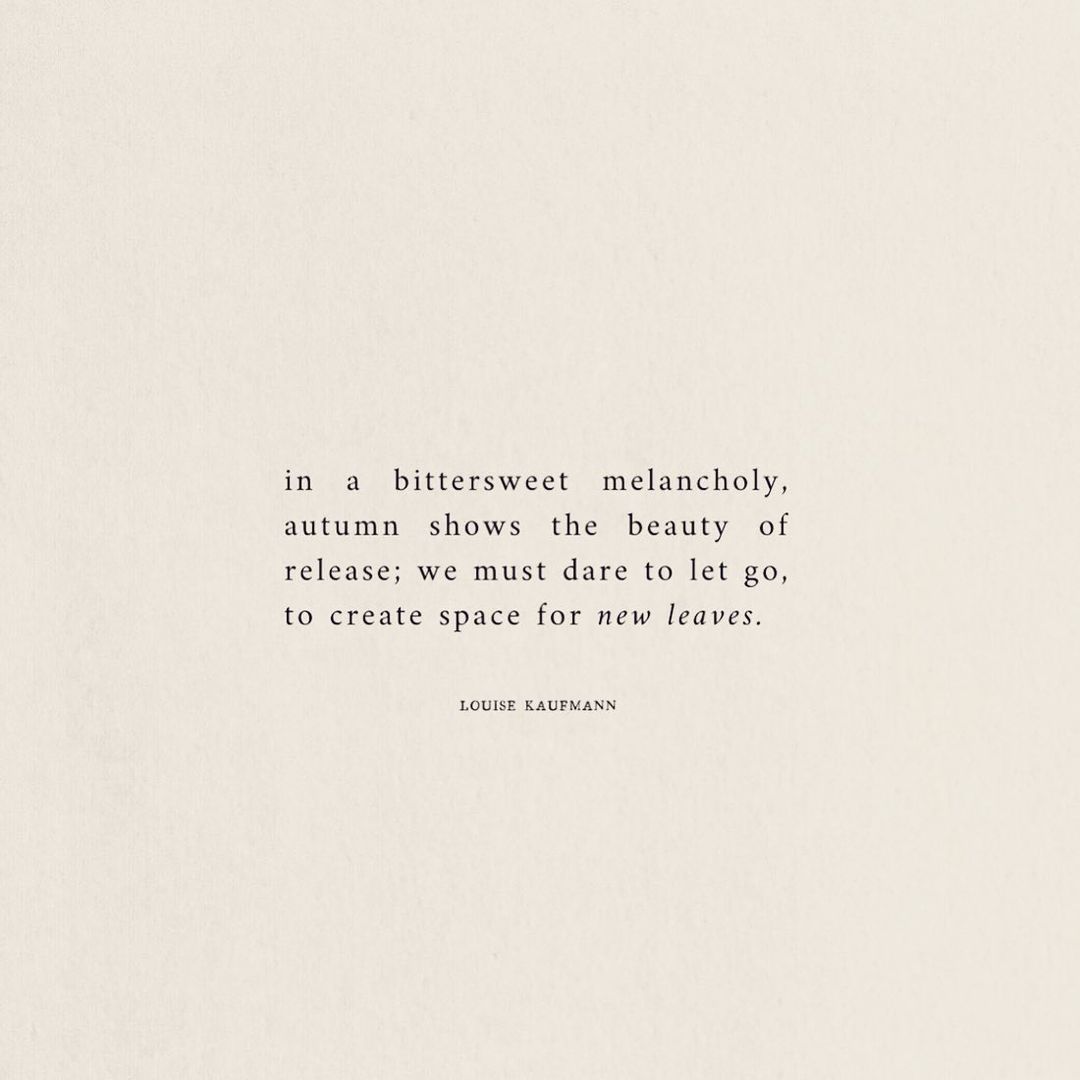 in a bittersweet melancholy,
autumn shows the beauty of
release; we must dare to let go,
to create space for new leaves.
LOUISE KAUFMANN